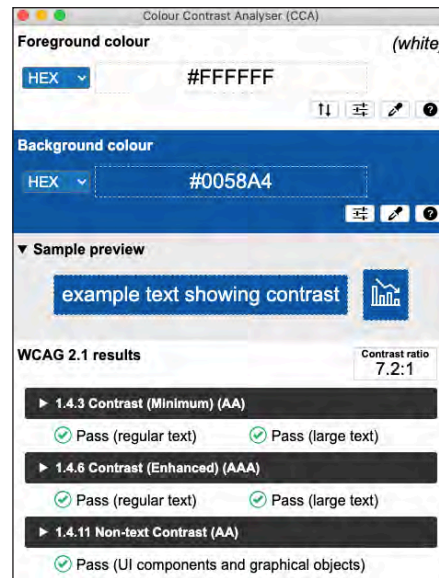 Colour Contrast Analyser (CCA)
Foreground colour (white)
HEX #FFFFFF
Background colour
HEX #0058A4
▼ Sample preview
example text showing contrast
WCAG 2.1 results Contrast ratio
7.2:1
▶ 1.4.3 Contrast (Minimum) (AA)
Pass (regular text) Pass (large text)
▶ 1.4.6 Contrast (Enhanced) (AAA)
Pass (regular text) Pass (large text)
▶ 1.4.11 Non-text Contrast (AA)
Pass (UI components and graphical objects)